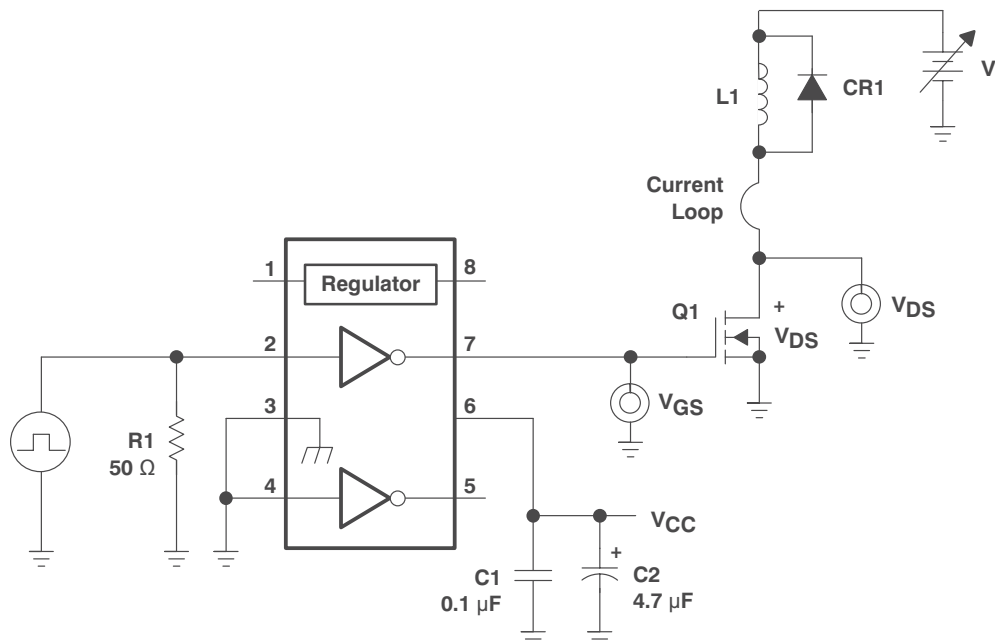 L1
CR1
V
Current
Loop
1
Regulator
8
Q1
+
VDS
VDS
2
7
VGS
3
6
R1
50 Ω
4
5
VCC
C1
0.1 µF
+
C2
4.7 µF